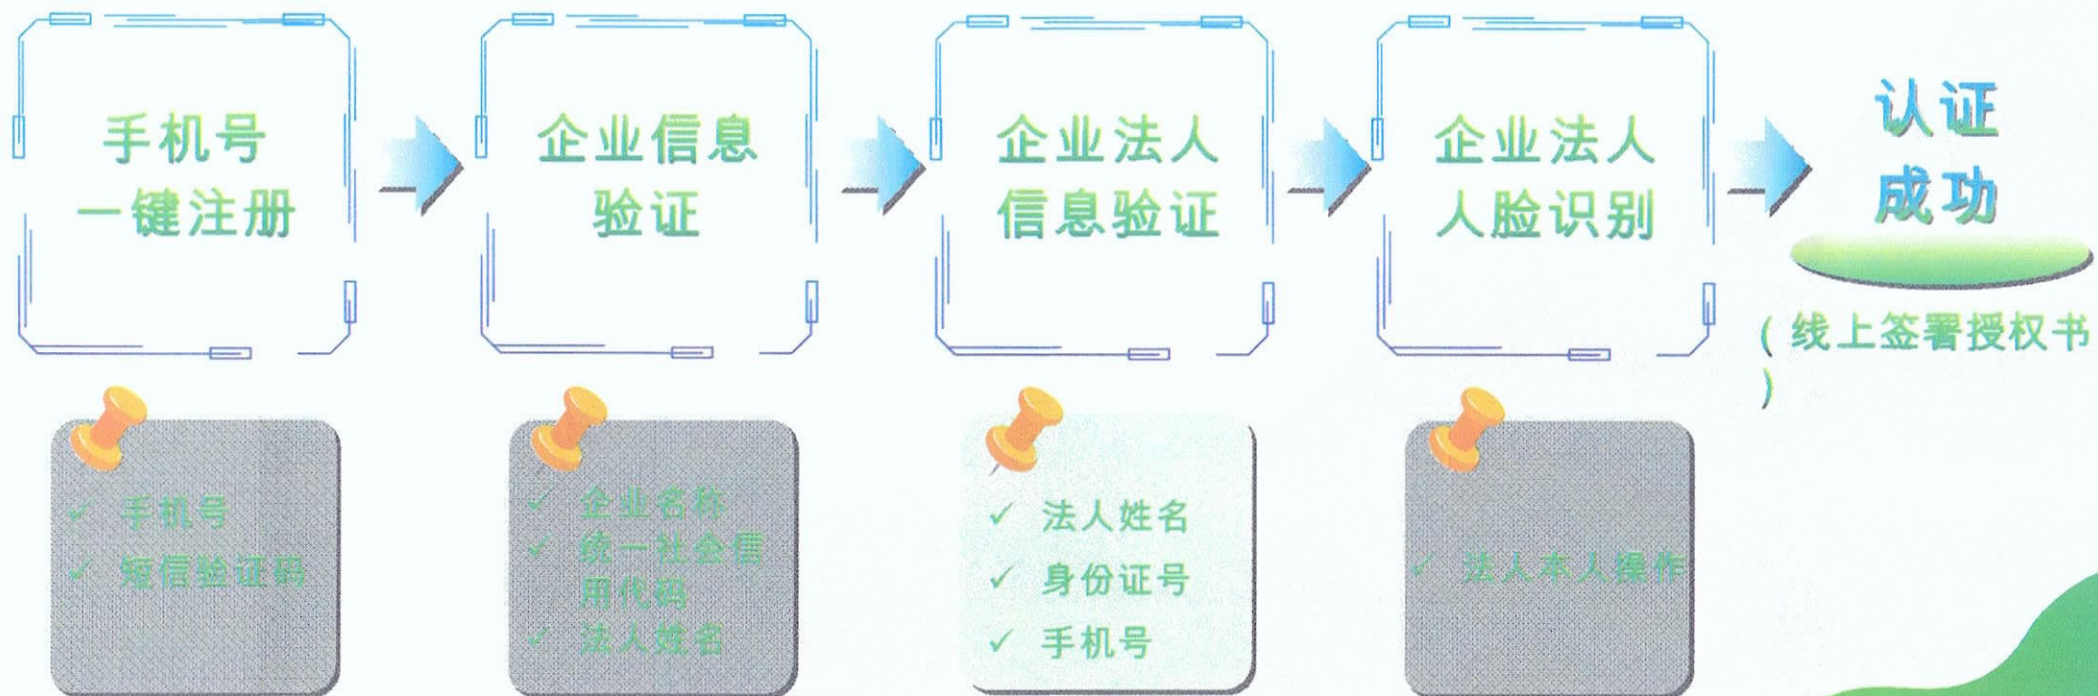 手机号
一键注册
企业信息
验证
企业法人
信息验证
企业法人
人脸识别
认证
成功
（线上签署授权书
）
✓ 手机号
✓ 短信验证码
✓ 企业名称
✓ 统一社会信
用代码
✓ 法人姓名
✓ 法人姓名
✓ 身份证号
✓ 手机号
✓ 法人本人操作